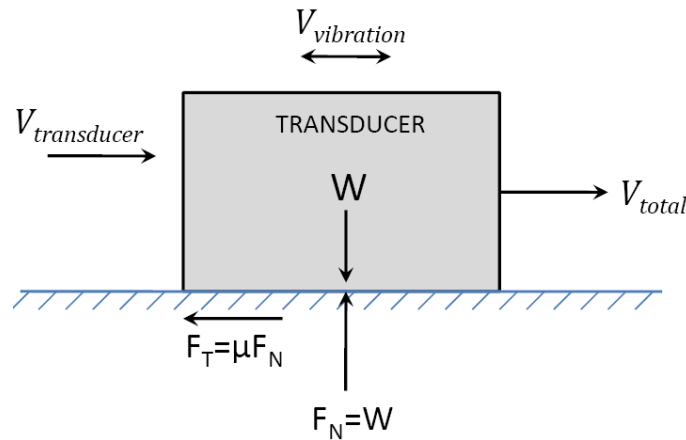 V_vibration
V_transducer
TRANSDUCER
W
V_total
F_T=μF_N
F_N=W